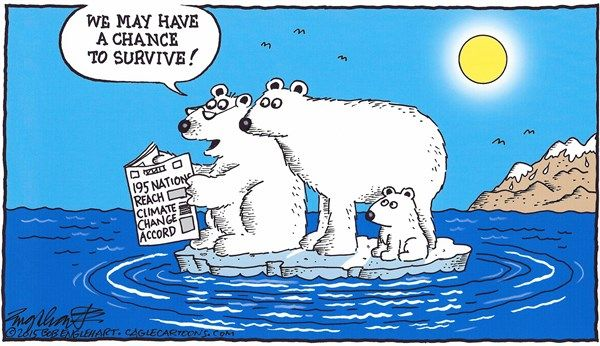 WE MAY HAVE
A CHANCE
TO SURVIVE!
195 NATIONS
REACH
CLIMATE
CHANGE
ACCORD
©2015 BOB ENGLEHART. CAGLECARTOONS.COM